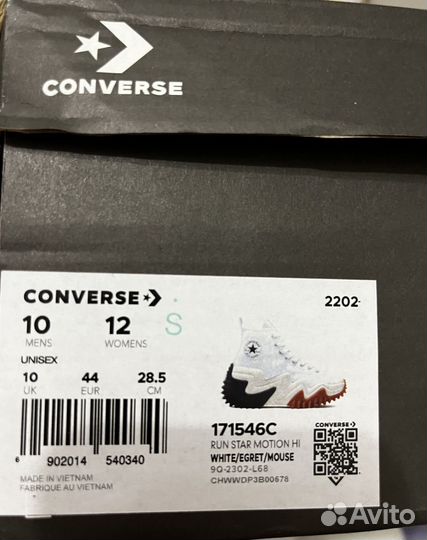 CONVERSE
CONVERSE
2202-
10 12
MENS WOMENS
S
UNISEX
10 44 28.5
UK EUR CM
171546C
RUN STAR MOTION HI
WHITE/EGRET/MOUSE
9Q-2302-L68
CHWWDP3B00678
CONVERSE
6 902014 540340
MADE IN VIETNAM
FABRIQUE AU VIETNAM
Avito